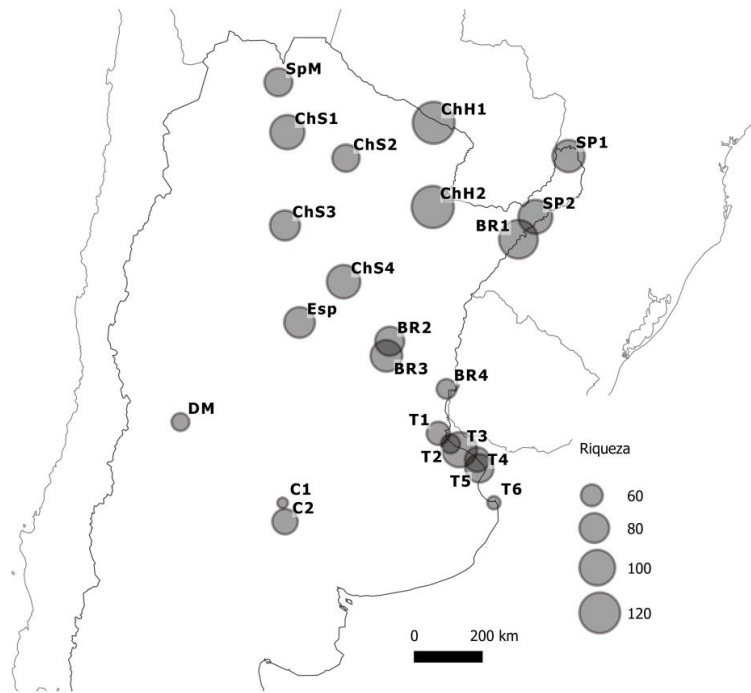 SpM
ChS1
ChH1
ChS2
SP1
ChH2
SP2
BR1
ChS3
ChS4
Esp
BR2
BR3
BR4
DM
T1
T3
T2
T4
T5
T6
C1
C2
Riqueza
60
80
100
120
0 200 km